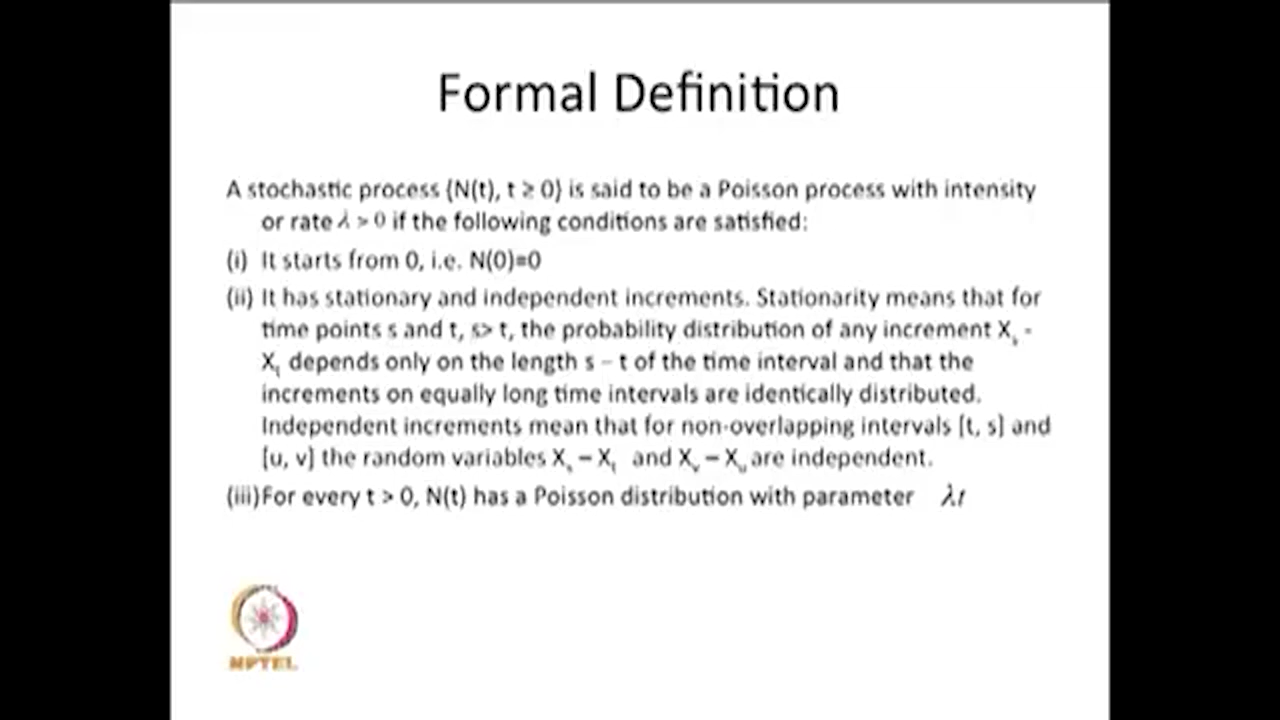 Formal Definition
A stochastic process {N(t), t ≥ 0} is said to be a Poisson process with intensity
or rate λ > 0 if the following conditions are satisfied:
(i) It starts from 0, i.e. N(0)=0
(ii) It has stationary and independent increments. Stationarity means that for
time points s and t, s> t, the probability distribution of any increment Xₛ -
Xₜ depends only on the length s – t of the time interval and that the
increments on equally long time intervals are identically distributed.
Independent increments mean that for non-overlapping intervals [t, s] and
[u, v] the random variables Xₛ – Xₜ and Xᵥ – Xᵤ are independent.
(iii)For every t > 0, N(t) has a Poisson distribution with parameter λt
NPTEL